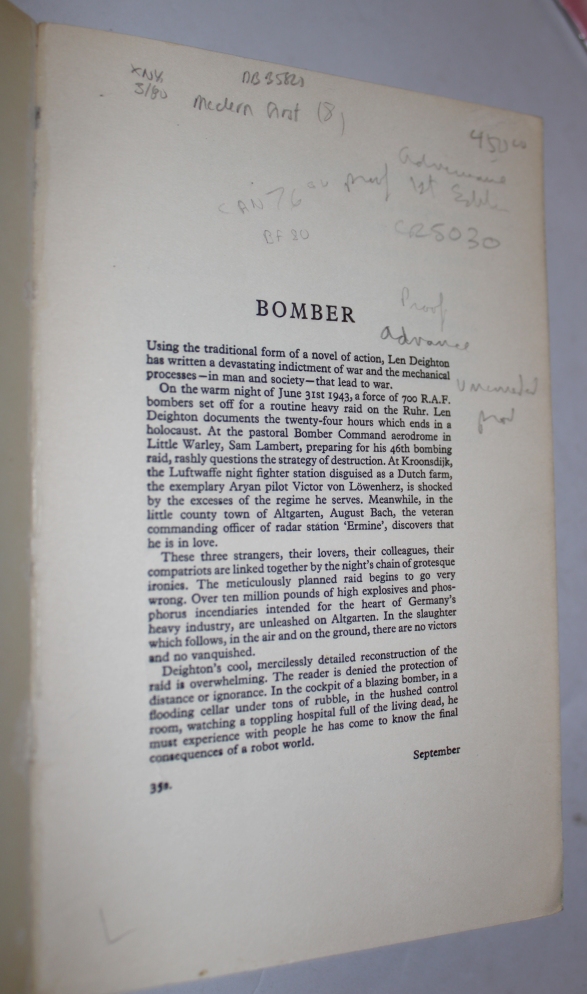 XNX DB 3582J
3/80 Modern first (8)
450.00
Advance
proof 1st
CAN 76
BF 80 CR5030
BOMBER
Proof
advance
Using the traditional form of a novel of action, Len Deighton
has written a devastating indictment of war and the mechanical
processes—in man and society—that lead to war.
On the warm night of June 31st 1943, a force of 700 R.A.F.
bombers set off for a routine heavy raid on the Ruhr. Len
Deighton documents the twenty-four hours which ends in a
holocaust. At the pastoral Bomber Command aerodrome in
Little Warley, Sam Lambert, preparing for his 46th bombing
raid, rashly questions the strategy of destruction. At Kroonsdijk,
the Luftwaffe night fighter station disguised as a Dutch farm,
the exemplary Aryan pilot Victor von Löwenherz, is shocked
by the excesses of the regime he serves. Meanwhile, in the
little county town of Altgarten, August Bach, the veteran
commanding officer of radar station 'Ermine', discovers that
he is in love.
These three strangers, their lovers, their colleagues, their
compatriots are linked together by the night's chain of grotesque
ironies. The meticulously planned raid begins to go very
wrong. Over ten million pounds of high explosives and phos-
phorus incendiaries intended for the heart of Germany's
heavy industry, are unleashed on Altgarten. In the slaughter
which follows, in the air and on the ground, there are no victors
and no vanquished.
Deighton's cool, mercilessly detailed reconstruction of the
raid is overwhelming. The reader is denied the protection of
distance or ignorance. In the cockpit of a blazing bomber, in a
flooding cellar under tons of rubble, in the hushed control
room, watching a toppling hospital full of the living dead, he
must experience with people he has come to know the final
consequences of a robot world.
September
35s.